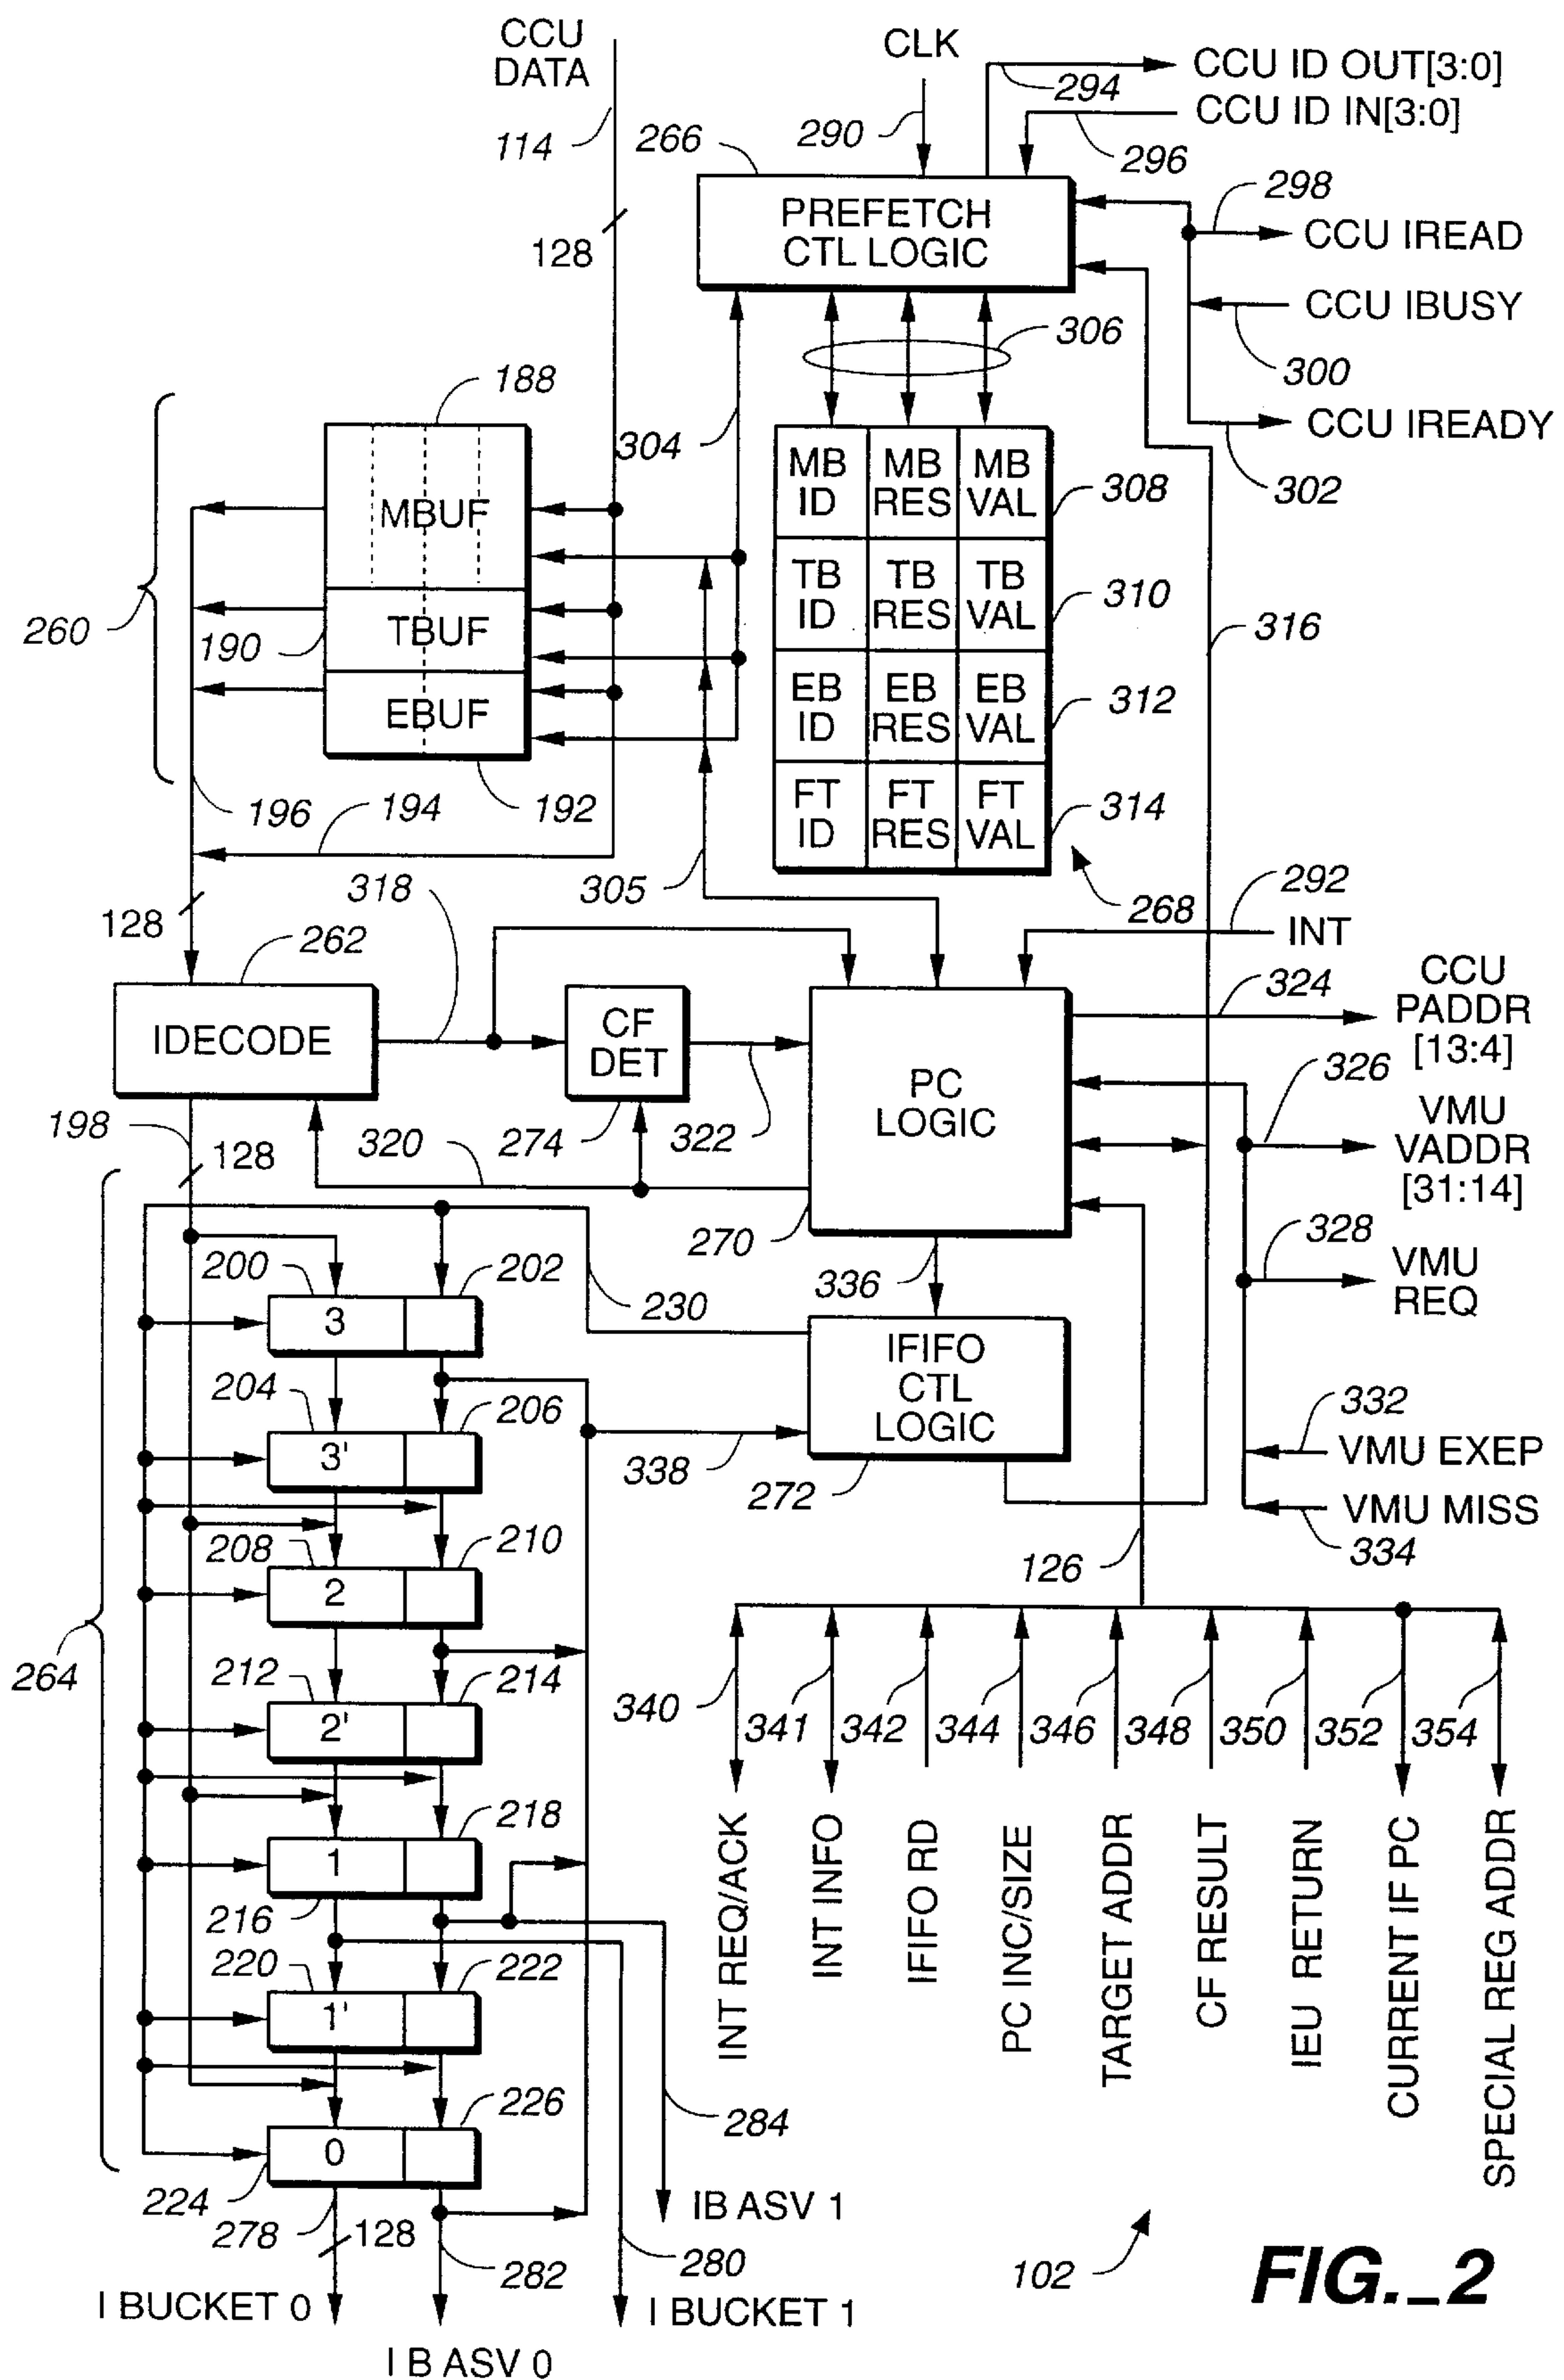 CCU
DATA
114
128
CLK
290
266
294
CCU ID OUT[3:0]
CCU ID IN[3:0]
296
PREFETCH
CTL LOGIC
298
CCU IREAD
CCU IBUSY
300
CCU IREADY
302
306
304
188
MBUF
TBUF
EBUF
190
192
260
196
194
MB ID
MB RES
MB VAL
308
TB ID
TB RES
TB VAL
310
EB ID
EB RES
EB VAL
312
FT ID
FT RES
FT VAL
314
316
268
305
318
128
262
292
INT
IDECODE
CF
DET
274
322
PC
LOGIC
270
320
324
CCU
PADDR
[13:4]
326
VMU
VADDR
[31:14]
328
VMU
REQ
332
VMU EXEP
VMU MISS
334
198
128
264
200
202
3
230
336
IFIFO
CTL
LOGIC
272
338
204
206
3'
208
210
2
212
214
2'
218
1
216
220
222
1'
226
0
224
278
128
282
284
280
IB ASV 1
I BUCKET 0
I BUCKET 1
I B ASV 0
126
340
341
342
344
346
348
350
352
354
INT REQ/ACK
INT INFO
IFIFO RD
PC INC/SIZE
TARGET ADDR
CF RESULT
IEU RETURN
CURRENT IF PC
SPECIAL REG ADDR
102
FIG._2